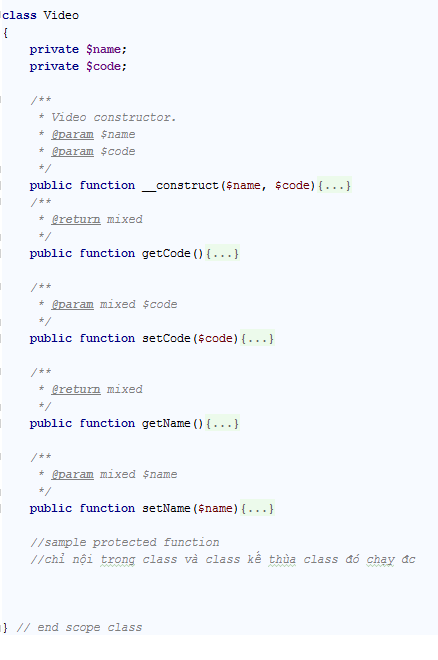 class Video
{
private $name;
private $code;
/**
* Video constructor.
* @param $name
* @param $code
*/
public function __construct($name, $code){...}
/**
* @return mixed
*/
public function getCode(){...}
/**
* @param mixed $code
*/
public function setCode($code){...}
/**
* @return mixed
*/
public function getName(){...}
/**
* @param mixed $name
*/
public function setName($name){...}
//sample protected function
//chỉ nội trong class và class kế thùa class đó chạy đc
} // end scope class